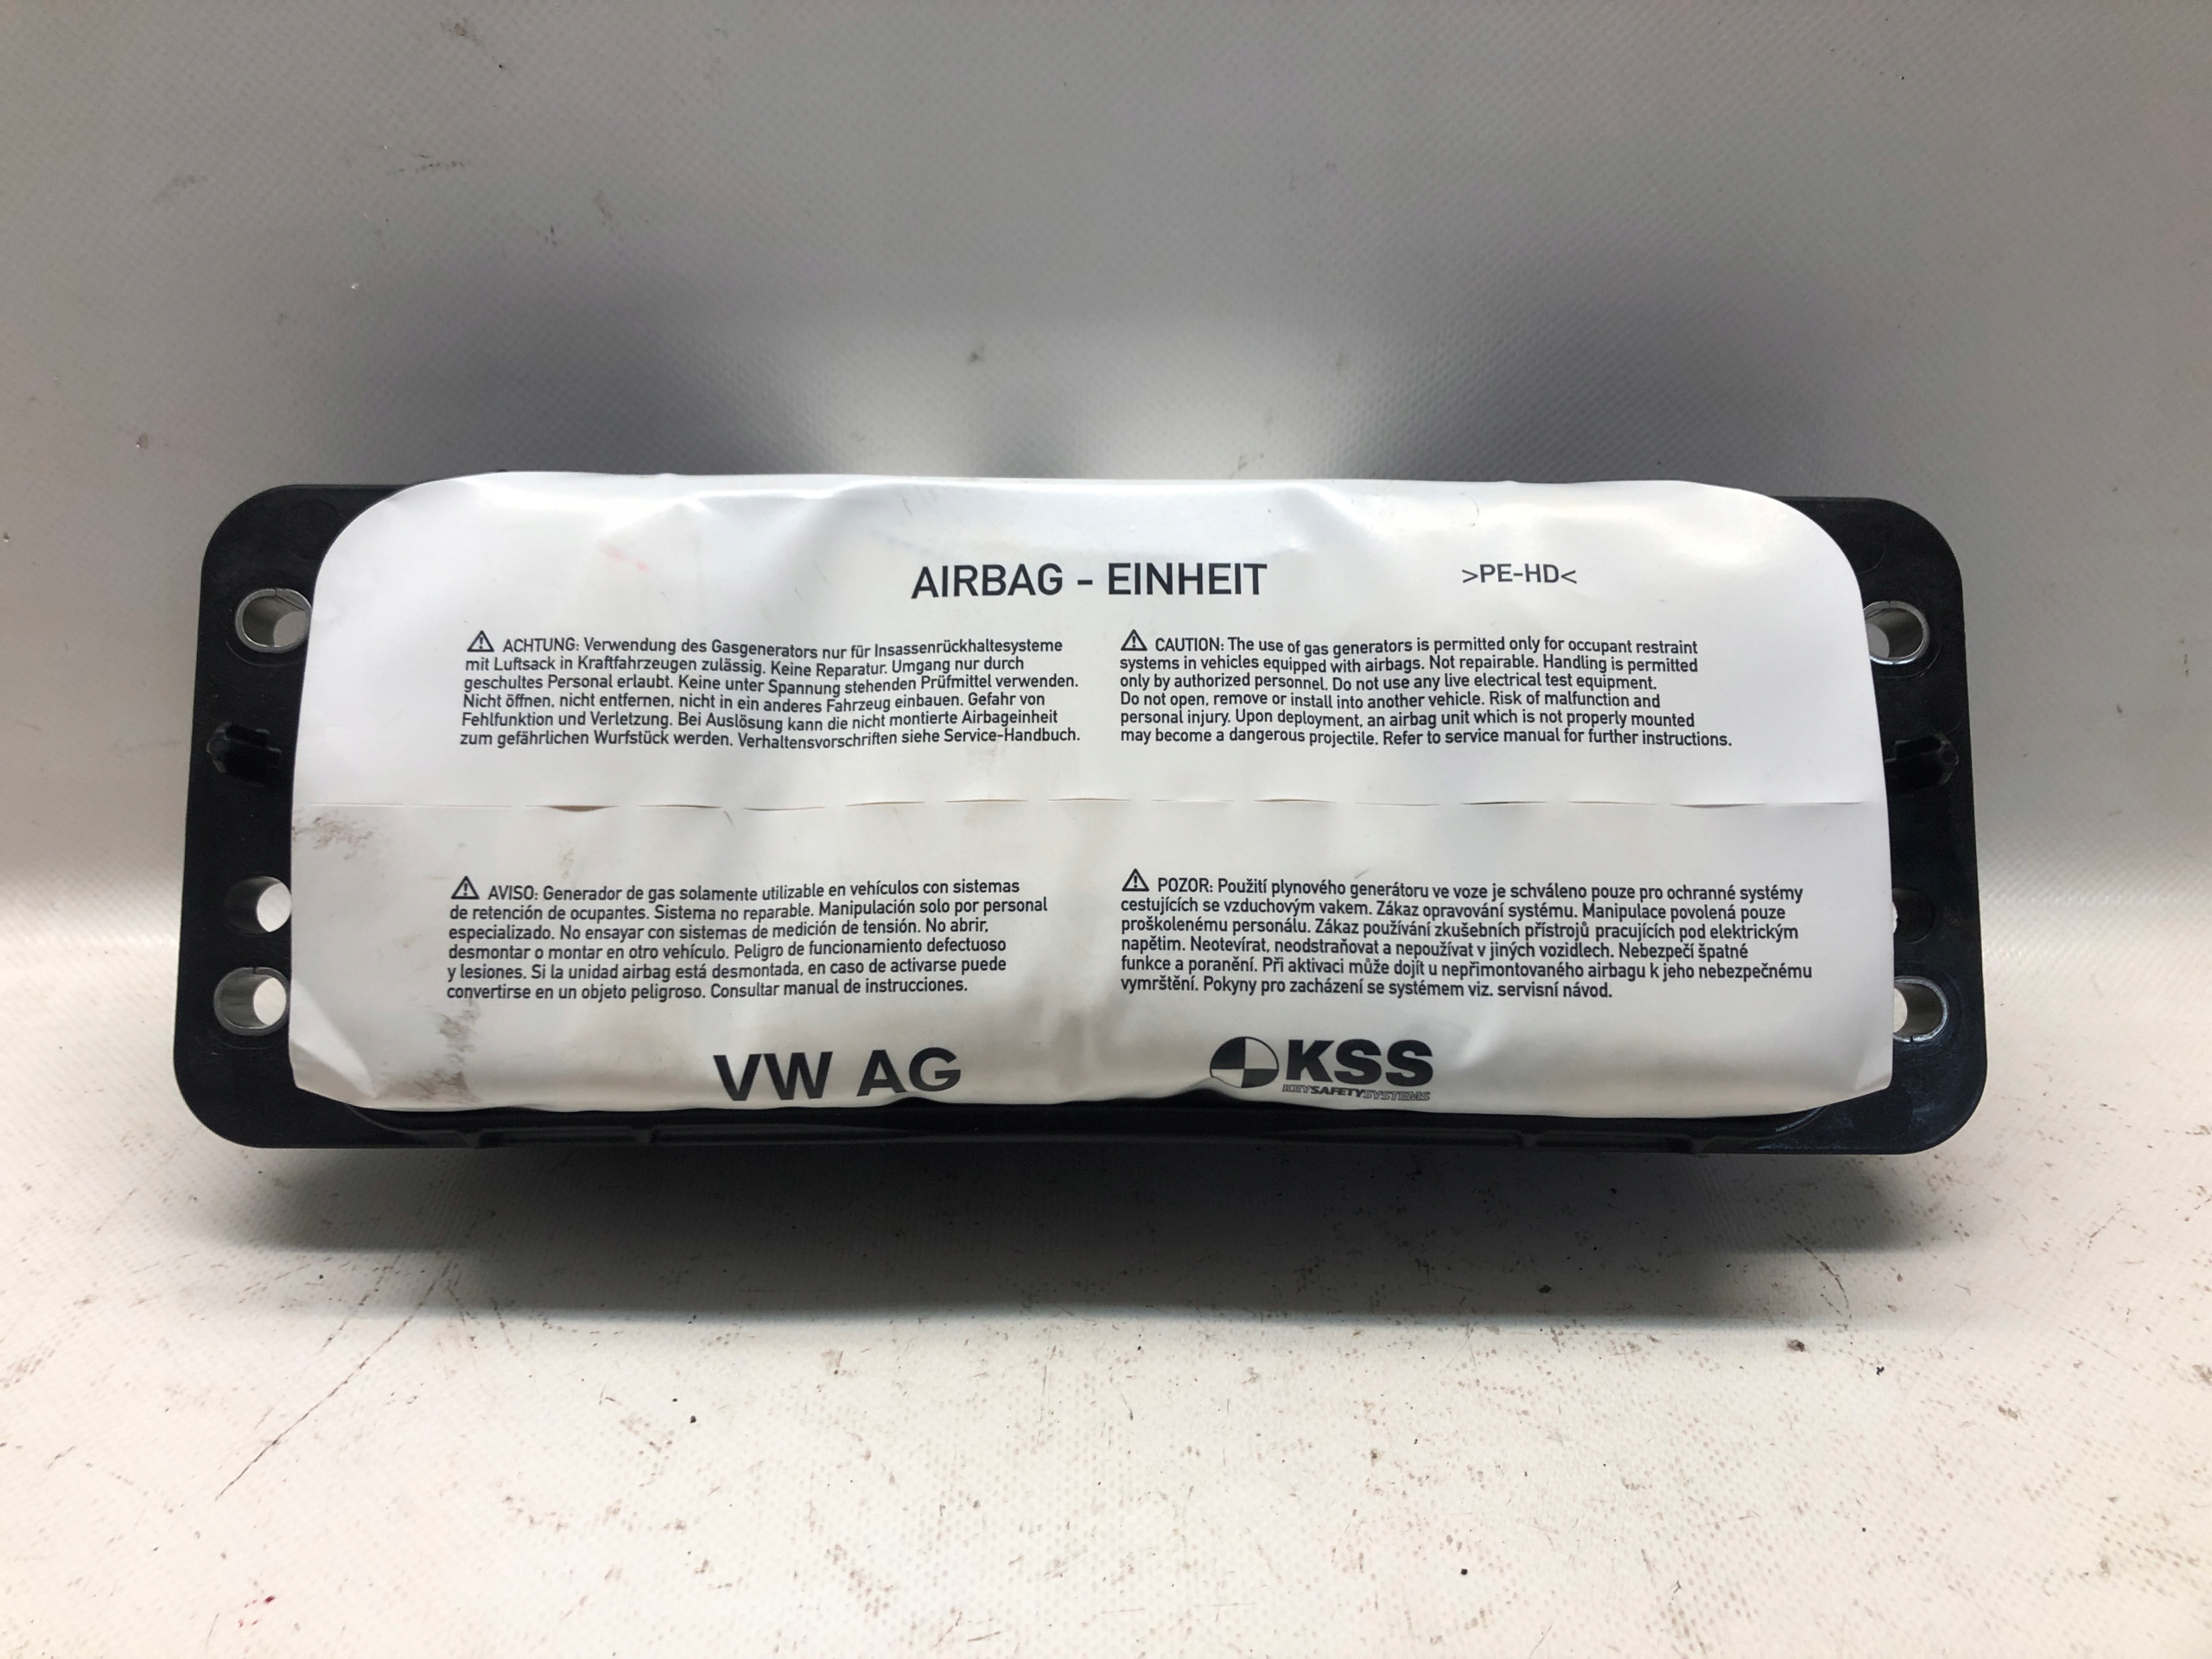 AIRBAG - EINHEIT
>PE-HD<
⚠ ACHTUNG: Verwendung des Gasgenerators nur für Insassenrückhaltesysteme
mit Luftsack in Kraftfahrzeugen zulässig. Keine Reparatur. Umgang nur durch
geschultes Personal erlaubt. Keine unter Spannung stehenden Prüfmittel verwenden.
Nicht öffnen, nicht entfernen, nicht in ein anderes Fahrzeug einbauen. Gefahr von
Fehlfunktion und Verletzung. Bei Auslösung kann die nicht montierte Airbageinheit
zum gefährlichen Wurfstück werden. Verhaltensvorschriften siehe Service-Handbuch.
⚠ CAUTION: The use of gas generators is permitted only for occupant restraint
systems in vehicles equipped with airbags. Not repairable. Handling is permitted
only by authorized personnel. Do not use any live electrical test equipment.
Do not open, remove or install into another vehicle. Risk of malfunction and
personal injury. Upon deployment, an airbag unit which is not properly mounted
may become a dangerous projectile. Refer to service manual for further instructions.
⚠ AVISO: Generador de gas solamente utilizable en vehículos con sistemas
de retención de ocupantes. Sistema no reparable. Manipulación solo por personal
especializado. No ensayar con sistemas de medición de tensión. No abrir,
desmontar o montar en otro vehículo. Peligro de funcionamiento defectuoso
y lesiones. Si la unidad airbag está desmontada, en caso de activarse puede
convertirse en un objeto peligroso. Consultar manual de instrucciones.
⚠ POZOR: Použití plynového generátoru ve voze je schváleno pouze pro ochranné systémy
cestujících se vzduchovým vakem. Zákaz opravování systému. Manipulace povolená pouze
proškolenému personálu. Zákaz používání zkušebních přístrojů pracujících pod elektrickým
napětim. Neotevírat, neodstraňovat a nepoužívat v jiných vozidlech. Nebezpečí špatné
funkce a poranění. Při aktivaci může dojít u nepřimontovaného airbagu k jeho nebezpečnému
vymrštění. Pokyny pro zacházení se systémem viz. servisní návod.
VW AG
KSS
KEYSAFETYSYSTEMS